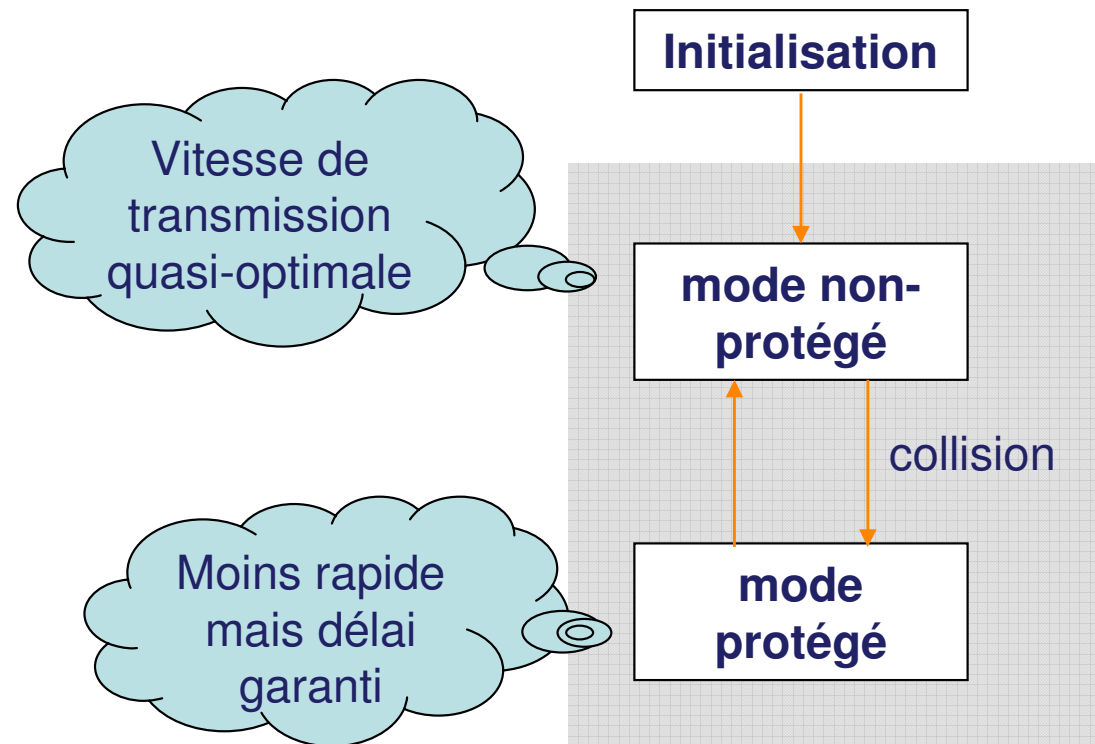 Initialisation
Vitesse de
transmission
quasi-optimale
mode non-
protégé
collision
Moins rapide
mais délai
garanti
mode
protégé